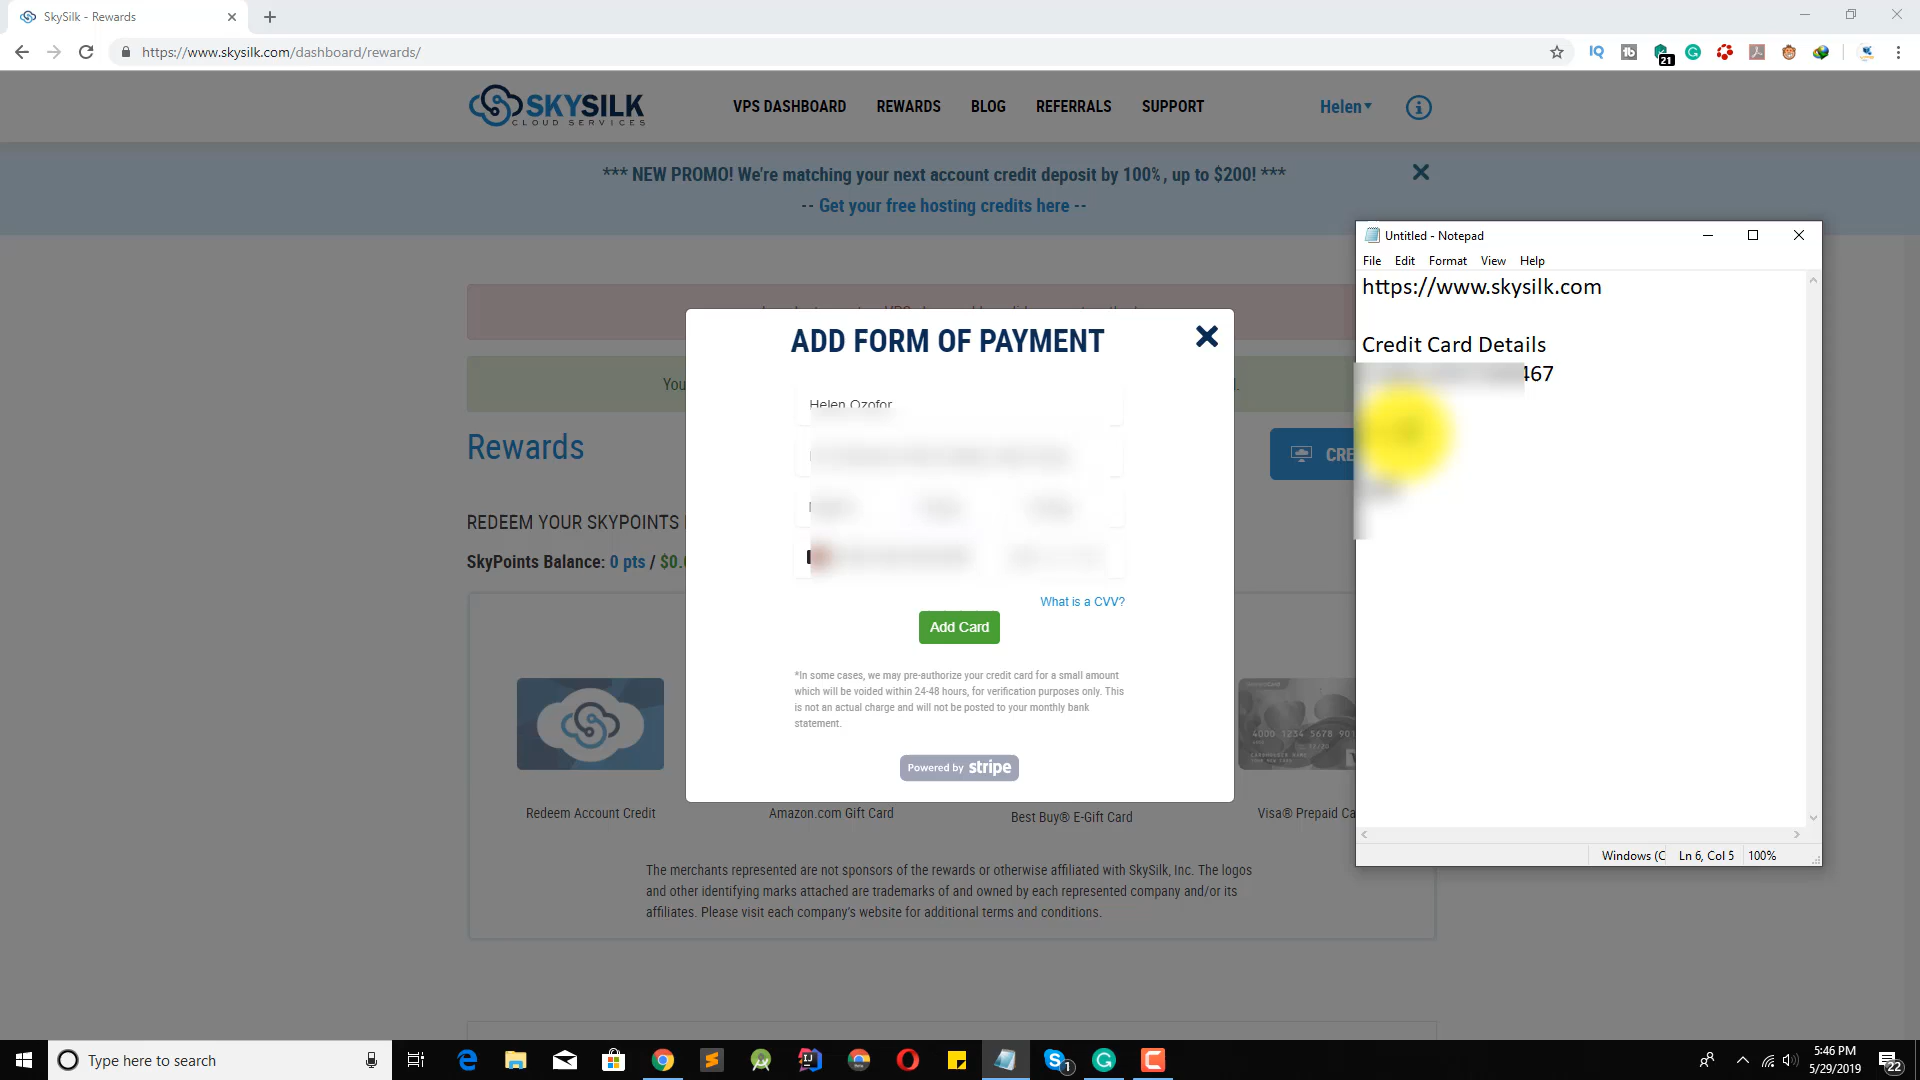 SkySilk - Rewards
https://www.skysilk.com/dashboard/rewards/
21
SKYSILK
CLOUD SERVICES
VPS DASHBOARD
REWARDS
BLOG
REFERRALS
SUPPORT
Helen
*** NEW PROMO! We're matching your next account credit deposit by 100%, up to $200! ***
-- Get your free hosting credits here --
Untitled - Notepad
File Edit Format View Help
https://www.skysilk.com
Credit Card Details
467
Windows (C
Ln 6, Col 5
100%
ADD FORM OF PAYMENT
Helen Ozofor
What is a CVV?
Add Card
*In some cases, we may pre-authorize your credit card for a small amount
which will be voided within 24-48 hours, for verification purposes only. This
is not an actual charge and will not be posted to your monthly bank
statement.
Powered by stripe
You
Rewards
CRE
REDEEM YOUR SKYPOINTS
SkyPoints Balance: 0 pts / $0.
4000 1234 5678 901
Redeem Account Credit
Amazon.com Gift Card
Best Buy® E-Gift Card
Visa® Prepaid Ca
The merchants represented are not sponsors of the rewards or otherwise affiliated with SkySilk, Inc. The logos
and other identifying marks attached are trademarks of and owned by each represented company and/or its
affiliates. Please visit each company's website for additional terms and conditions.
Type here to search
1
5:46 PM
5/29/2019
22